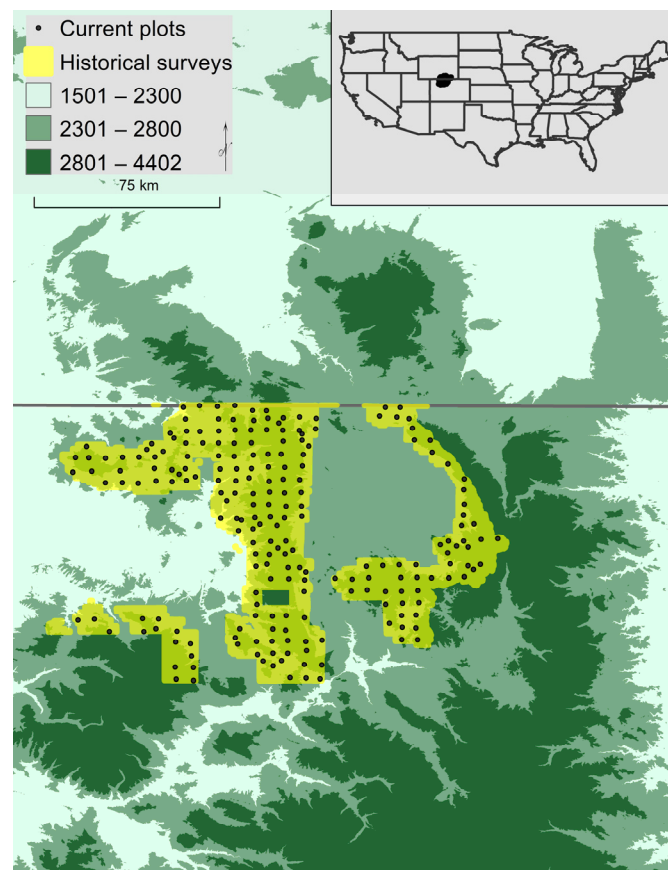 Current plots
Historical surveys
1501 – 2300
2301 – 2800
2801 – 4402
75 km